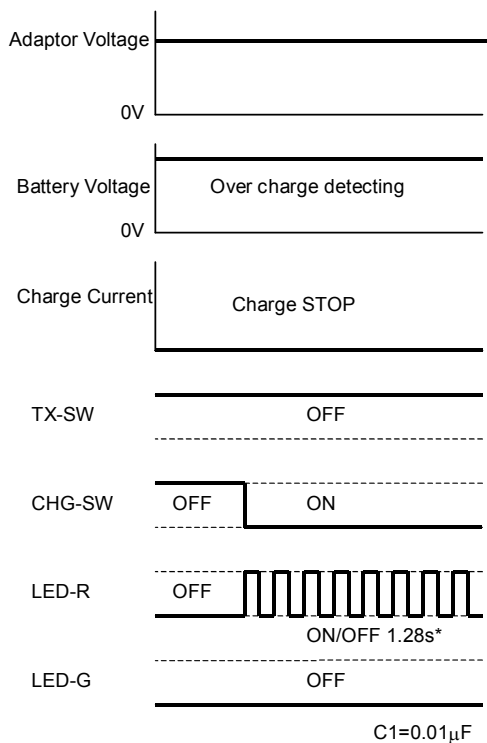 Adaptor Voltage
0V
Battery Voltage Over charge detecting
0V
Charge Current Charge STOP
TX-SW OFF
CHG-SW OFF ON
LED-R OFF
ON/OFF 1.28s*
LED-G OFF
C1=0.01µF